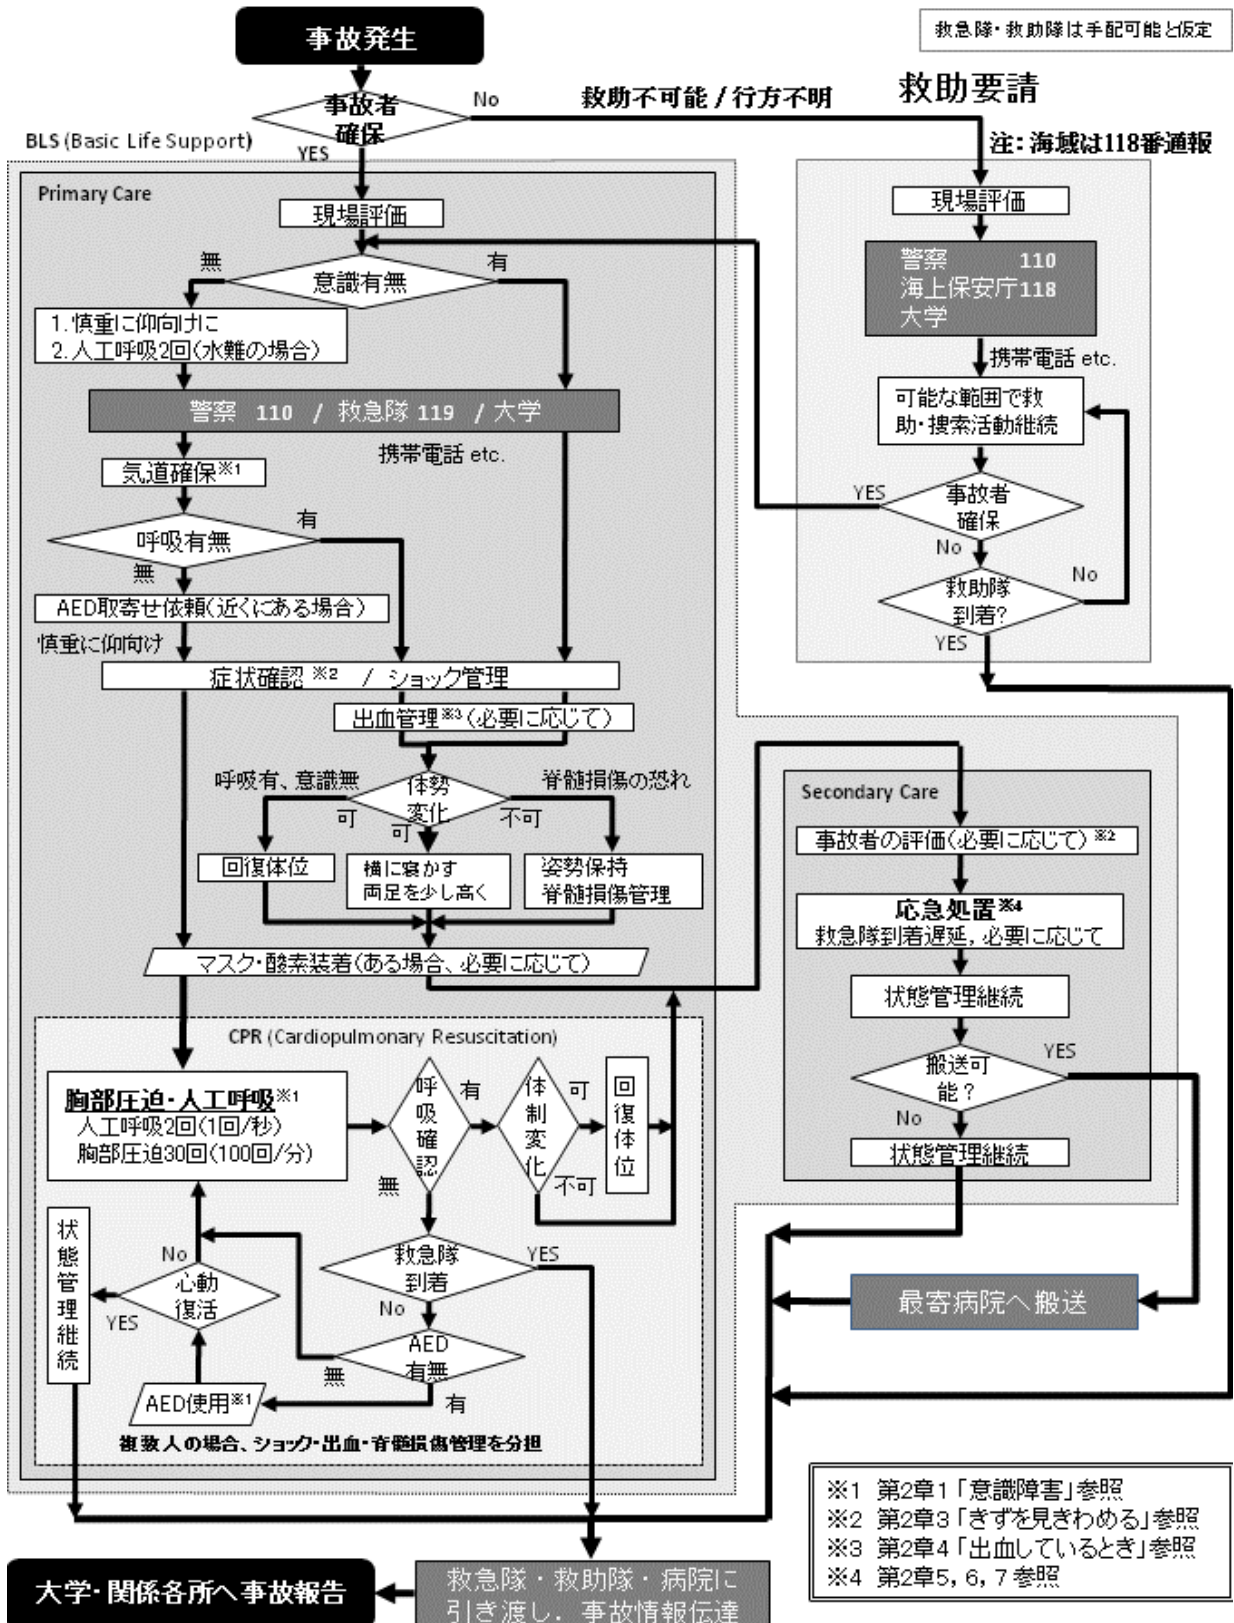 事故発生
救急隊・救助隊は手配可能と仮定
事故者
確保
No
YES
救助不可能 / 行方不明
救助要請
注：海域は118番通報
BLS (Basic Life Support)
Primary Care
現場評価
意識有無
無
有
1.慎重に仰向けに
2.人工呼吸2回(水難の場合)
警察 110 / 救急隊 119 / 大学
携帯電話 etc.
気道確保※1
呼吸有無
有
無
AED取寄せ依頼(近くにある場合)
慎重に仰向け
症状確認※2 / ショック管理
出血管理※3(必要に応じて)
呼吸有、意識無
体勢
変化
脊髄損傷の恐れ
可
可
不可
回復体位
横に寝かす
両足を少し高く
姿勢保持
脊髄損傷管理
マスク・酸素装着(ある場合、必要に応じて)
現場評価
警察 110
海上保安庁118
大学
携帯電話 etc.
可能な範囲で救
助・捜索活動継続
事故者
確保
YES
No
救助隊
到着?
No
YES
Secondary Care
事故者の評価(必要に応じて)※2
応急処置※4
救急隊到着遅延,必要に応じて
状態管理継続
搬送可
能?
YES
No
状態管理継続
最寄病院へ搬送
CPR (Cardiopulmonary Resuscitation)
胸部圧迫・人工呼吸※1
人工呼吸2回(1回/秒)
胸部圧迫30回(100回/分)
呼吸確認
有
無
体制変化
可
不可
回復体位
救急隊
到着
YES
No
AED
有無
無
有
AED使用※1
心動
復活
No
YES
状態管理継続
複数人の場合、ショック・出血・脊髄損傷管理を分担
※1 第2章1「意識障害」参照
※2 第2章3「きずを見きわめる」参照
※3 第2章4「出血しているとき」参照
※4 第2章5, 6, 7 参照
大学・関係各所へ事故報告
救急隊・救助隊・病院に
引き渡し．事故情報伝達